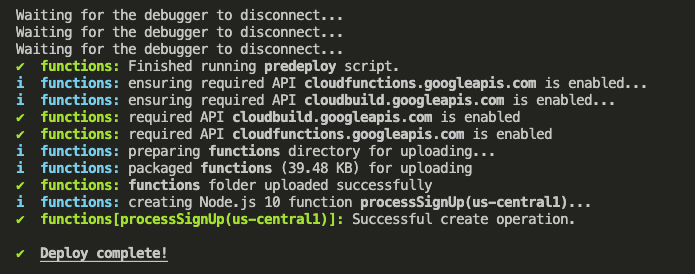 Waiting for the debugger to disconnect...
Waiting for the debugger to disconnect...
Waiting for the debugger to disconnect...
✔ functions: Finished running predeploy script.
i functions: ensuring required API cloudfunctions.googleapis.com is enabled...
i functions: ensuring required API cloudbuild.googleapis.com is enabled...
✔ functions: required API cloudbuild.googleapis.com is enabled
✔ functions: required API cloudfunctions.googleapis.com is enabled
i functions: preparing functions directory for uploading...
i functions: packaged functions (39.48 KB) for uploading
✔ functions: functions folder uploaded successfully
i functions: creating Node.js 10 function processSignUp(us-central1)...
✔ functions[processSignUp(us-central1)]: Successful create operation.
✔ Deploy complete!